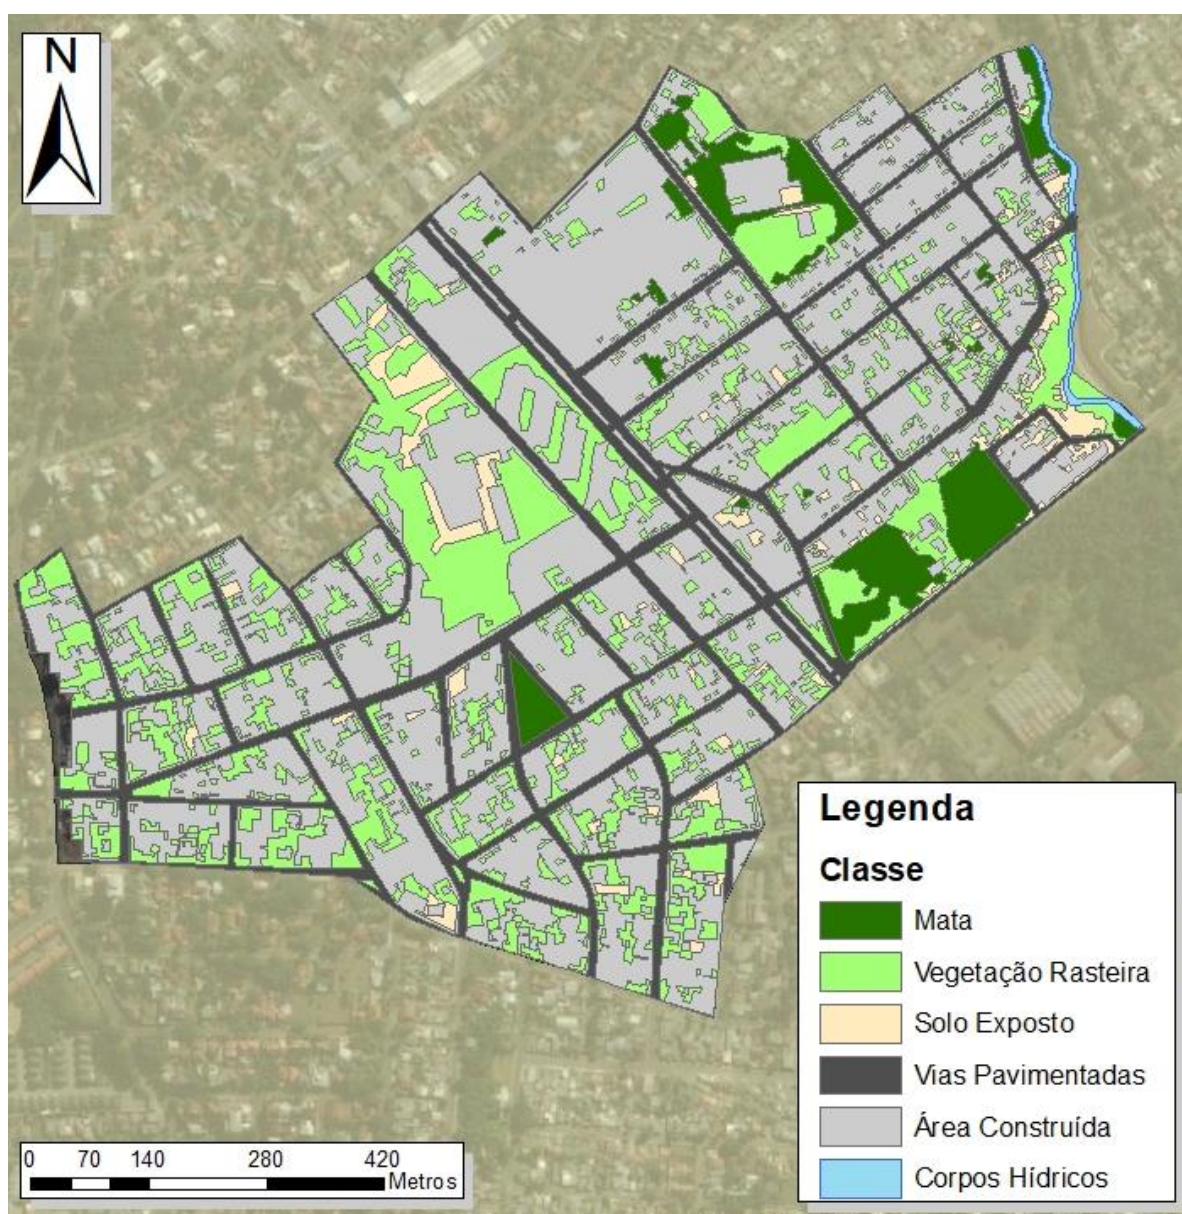 N
Legenda
Classe
Mata
Vegetação Rasteira
Solo Exposto
Vias Pavimentadas
Área Construída
Corpos Hídricos
0 70 140 280 420
Metros